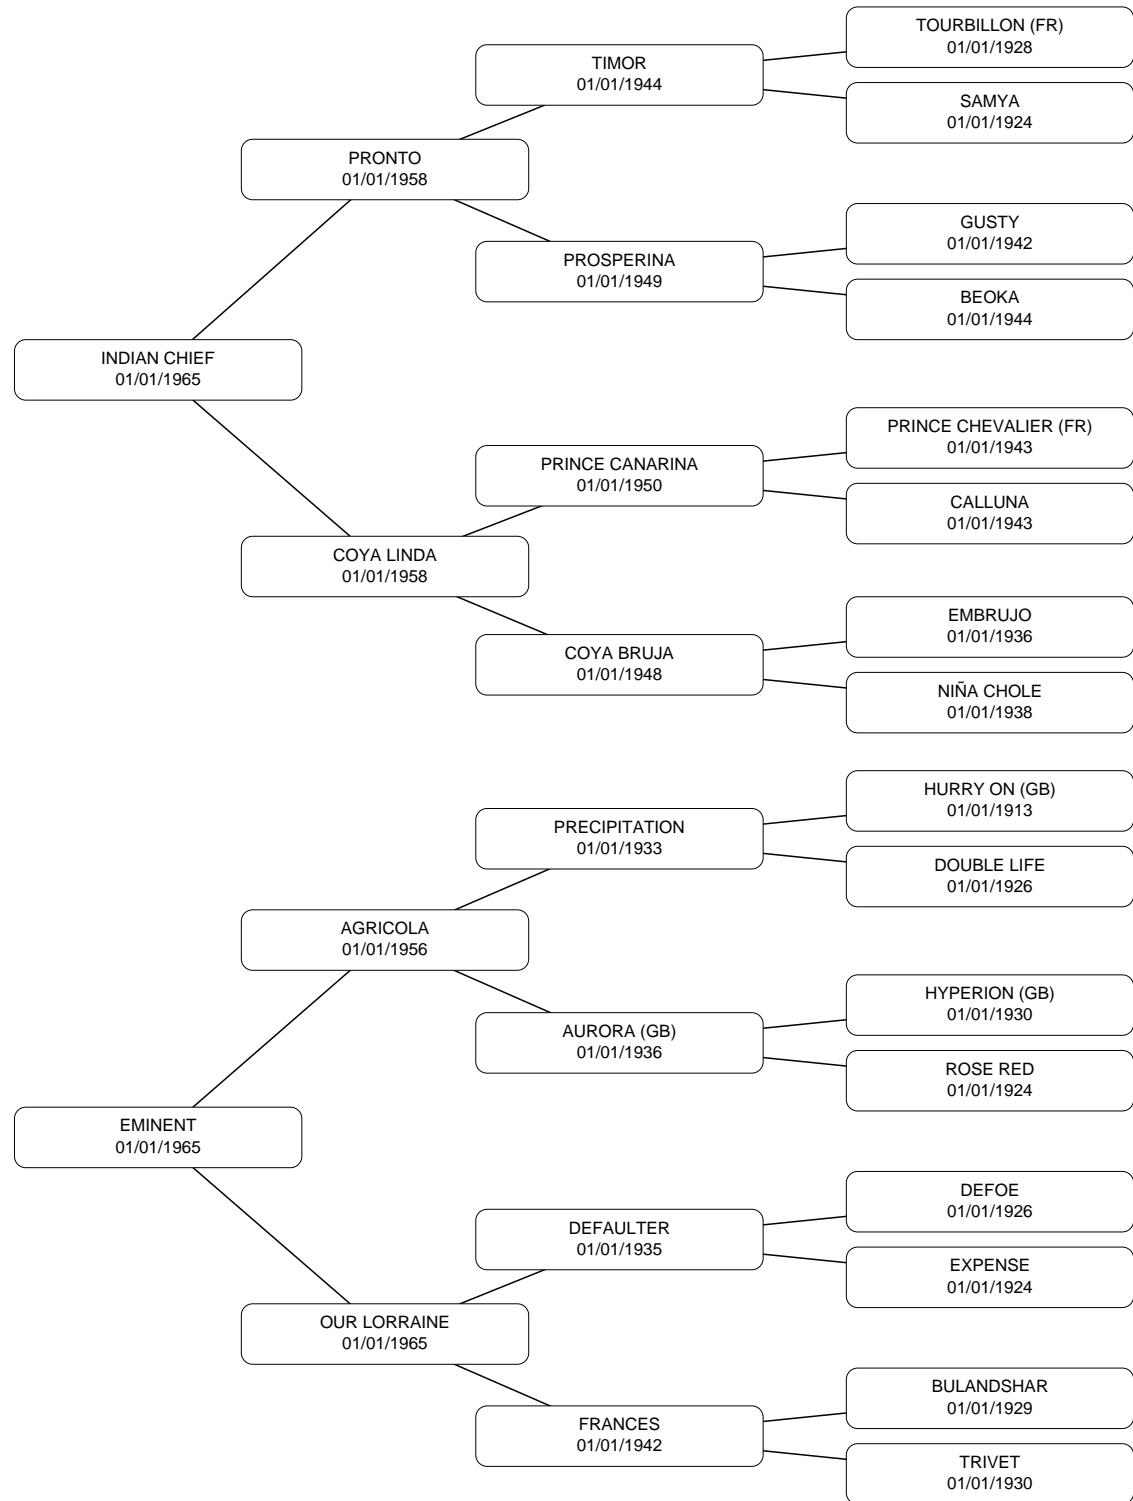 TOURBILLON (FR)
01/01/1928
TIMOR
01/01/1944
SAMYA
01/01/1924
PRONTO
01/01/1958
GUSTY
01/01/1942
PROSPERINA
01/01/1949
BEOKA
01/01/1944
INDIAN CHIEF
01/01/1965
PRINCE CHEVALIER (FR)
01/01/1943
PRINCE CANARINA
01/01/1950
CALLUNA
01/01/1943
COYA LINDA
01/01/1958
EMBRUJO
01/01/1936
COYA BRUJA
01/01/1948
NIÑA CHOLE
01/01/1938
HURRY ON (GB)
01/01/1913
PRECIPITATION
01/01/1933
DOUBLE LIFE
01/01/1926
AGRICOLA
01/01/1956
HYPERION (GB)
01/01/1930
AURORA (GB)
01/01/1936
ROSE RED
01/01/1924
EMINENT
01/01/1965
DEFOE
01/01/1926
DEFAULTER
01/01/1935
EXPENSE
01/01/1924
OUR LORRAINE
01/01/1965
BULANDSHAR
01/01/1929
FRANCES
01/01/1942
TRIVET
01/01/1930